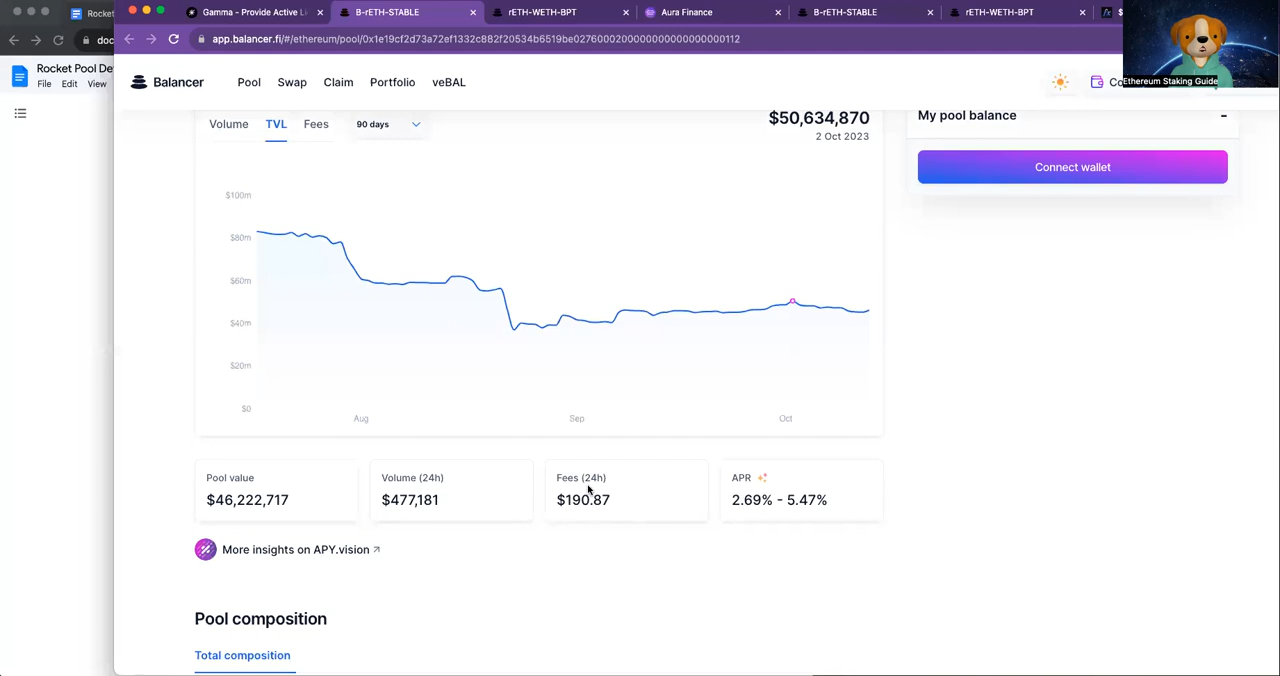 Rocket
Gamma - Provide Active Li
B-rETH-STABLE
rETH-WETH-BPT
Aura Finance
B-rETH-STABLE
rETH-WETH-BPT
doc
app.balancer.fi/#/ethereum/pool/0x1e19cf2d73a72ef1332c882f20534b6519be0276000200000000000000000112
Rocket Pool De
File Edit View
Balancer
Pool Swap Claim Portfolio veBAL
Co
Ethereum Staking Guide
Volume TVL Fees 90 days
$50,634,870
2 Oct 2023
My pool balance -
Connect wallet
$100m
$80m
$60m
$40m
$20m
$0
Aug Sep Oct
Pool value
$46,222,717
Volume (24h)
$477,181
Fees (24h)
$190.87
APR
2.69% - 5.47%
More insights on APY.vision
Pool composition
Total composition